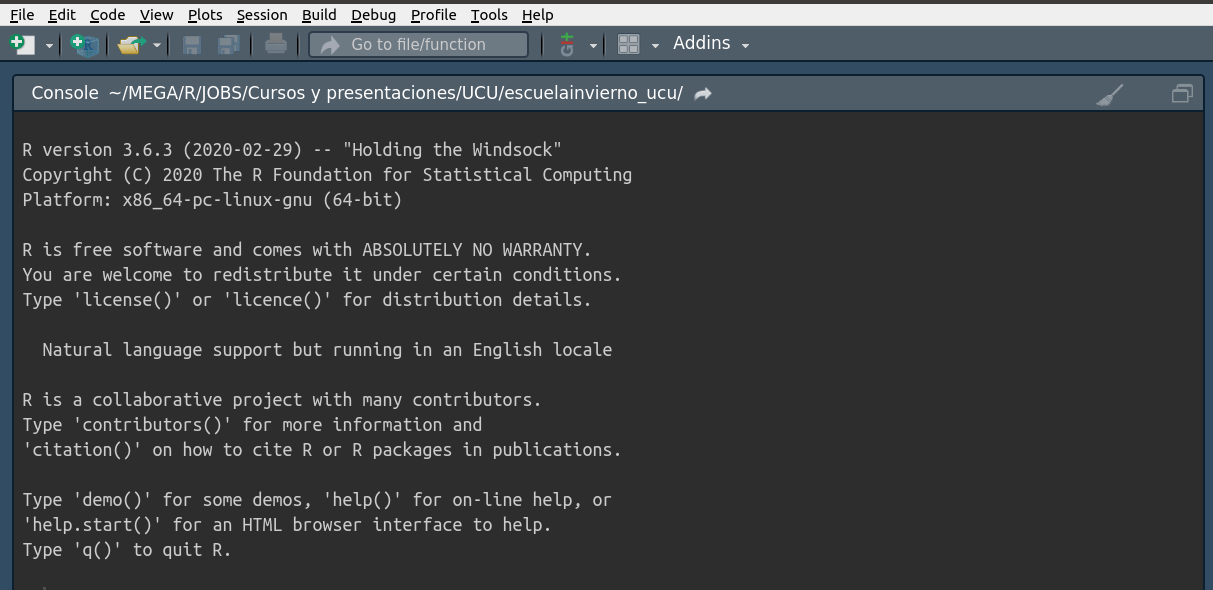 File Edit Code View Plots Session Build Debug Profile Tools Help
Go to file/function Addins
Console ~/MEGA/R/JOBS/Cursos y presentaciones/UCU/escuelainvierno_ucu/
R version 3.6.3 (2020-02-29) -- "Holding the Windsock"
Copyright (C) 2020 The R Foundation for Statistical Computing
Platform: x86_64-pc-linux-gnu (64-bit)
R is free software and comes with ABSOLUTELY NO WARRANTY.
You are welcome to redistribute it under certain conditions.
Type 'license()' or 'licence()' for distribution details.
Natural language support but running in an English locale
R is a collaborative project with many contributors.
Type 'contributors()' for more information and
'citation()' on how to cite R or R packages in publications.
Type 'demo()' for some demos, 'help()' for on-line help, or
'help.start()' for an HTML browser interface to help.
Type 'q()' to quit R.